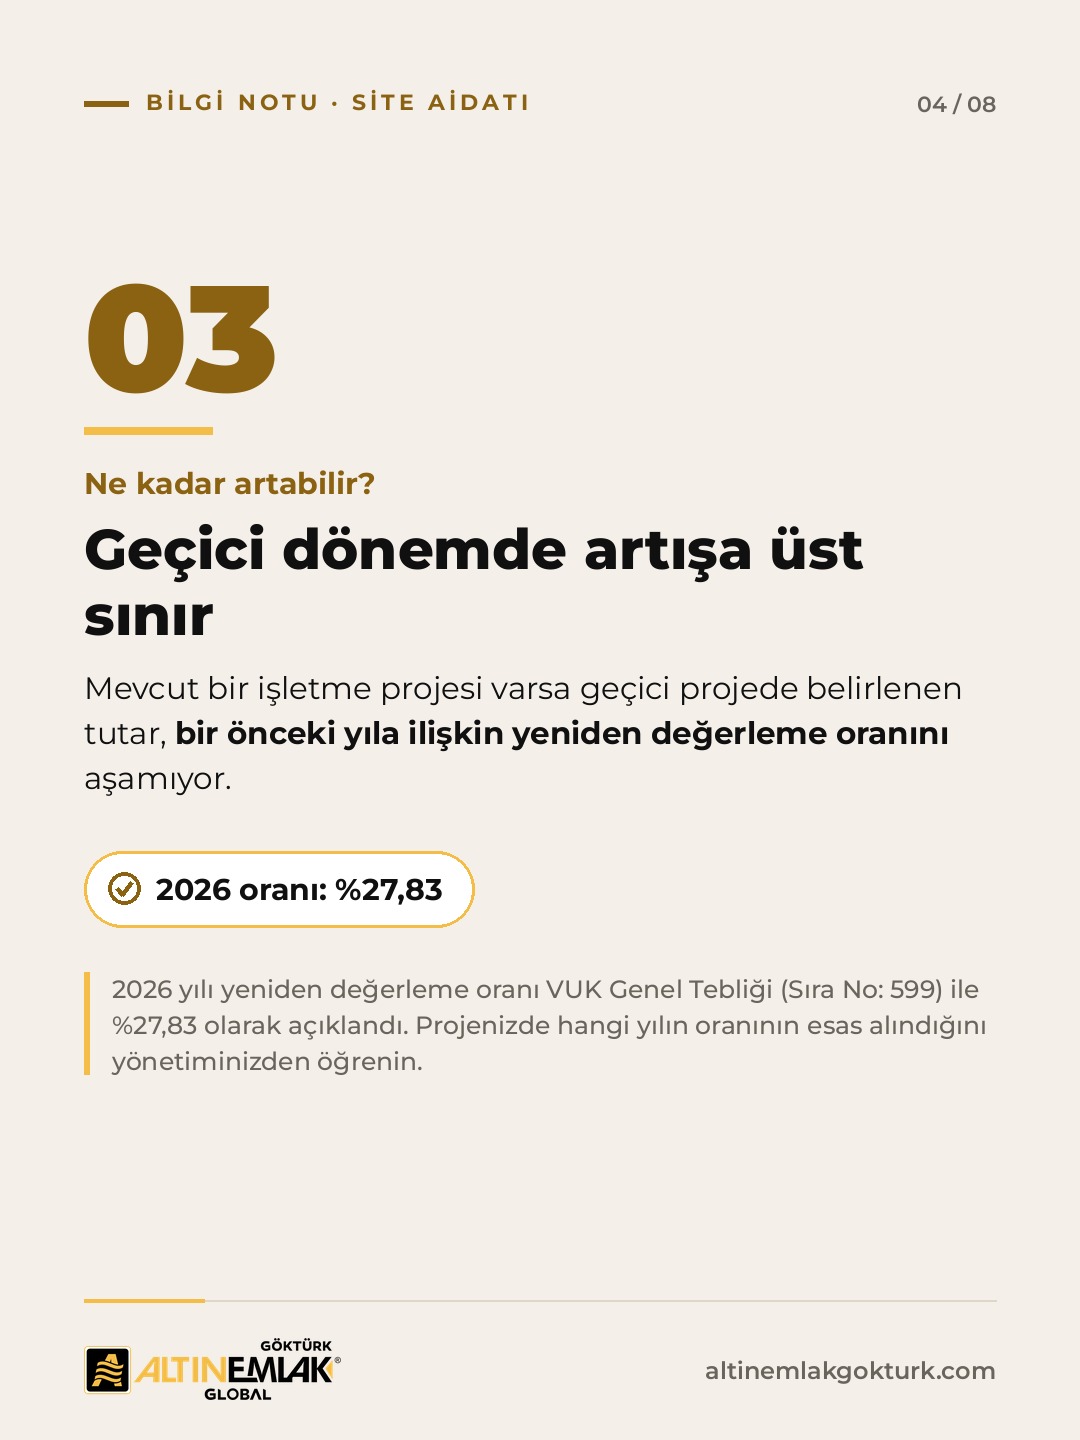 BİLGİ NOTU · SİTE AİDATI
04 / 08
03
Ne kadar artabilir?
Geçici dönemde artışa üst
sınır
Mevcut bir işletme projesi varsa geçici projede belirlenen
tutar, bir önceki yıla ilişkin yeniden değerleme oranını
aşamıyor.
2026 oranı: %27,83
2026 yılı yeniden değerleme oranı VUK Genel Tebliği (Sıra No: 599) ile
%27,83 olarak açıklandı. Projenizde hangi yılın oranının esas alındığını
yönetiminizden öğrenin.
GÖKTÜRK
ALTINEMLAK®
GLOBAL
altinemlakgokturk.com